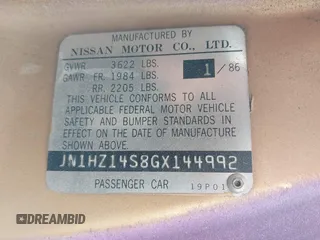 MANUFACTURED BY
NISSAN MOTOR CO., LTD.
GVWR 3622 LBS. 1 / 86
GAWR FR. 1984 LBS.
RR. 2205 LBS.
THIS VEHICLE CONFORMS TO ALL
APPLICABLE FEDERAL MOTOR VEHICLE
SAFETY AND BUMPER STANDARDS
IN EFFECT ON THE DATE OF MANUFACTURE
SHOWN ABOVE.
JN1HZ14S8GX144992
PASSENGER CAR 19P01
DREAMBID